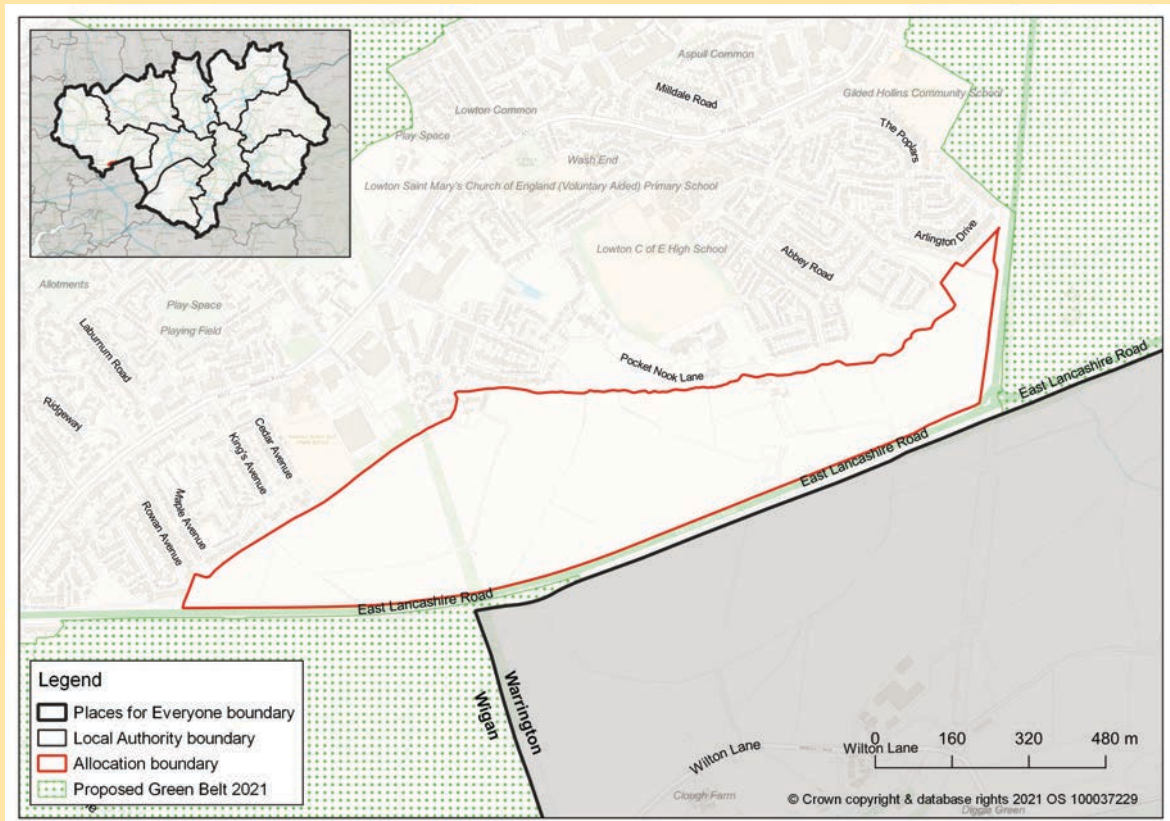 Aspull Common
Milldale Road
Gilded Hollins Community School
Lowton Common
Play Space
The Poplars
Wash End
Lowton Saint Mary's Church of England (Voluntary Aided) Primary School
Arlington Drive
Lowton C of E High School
Abbey Road
Allotments
Play Space
Playing Field
Laburnum Road
Pocket Nook Lane
East Lancashire Road
Ridgeway
Cedar Avenue
King's Avenue
Maple Avenue
Rowan Avenue
East Lancashire Road
East Lancashire Road
Warrington
Wigan
Legend
Places for Everyone boundary
Local Authority boundary
Allocation boundary
Proposed Green Belt 2021
Wilton Lane
Wilton Lane
0 160 320 480 m
Clough Farm
© Crown copyright & database rights 2021 OS 100037229
Diggle Green